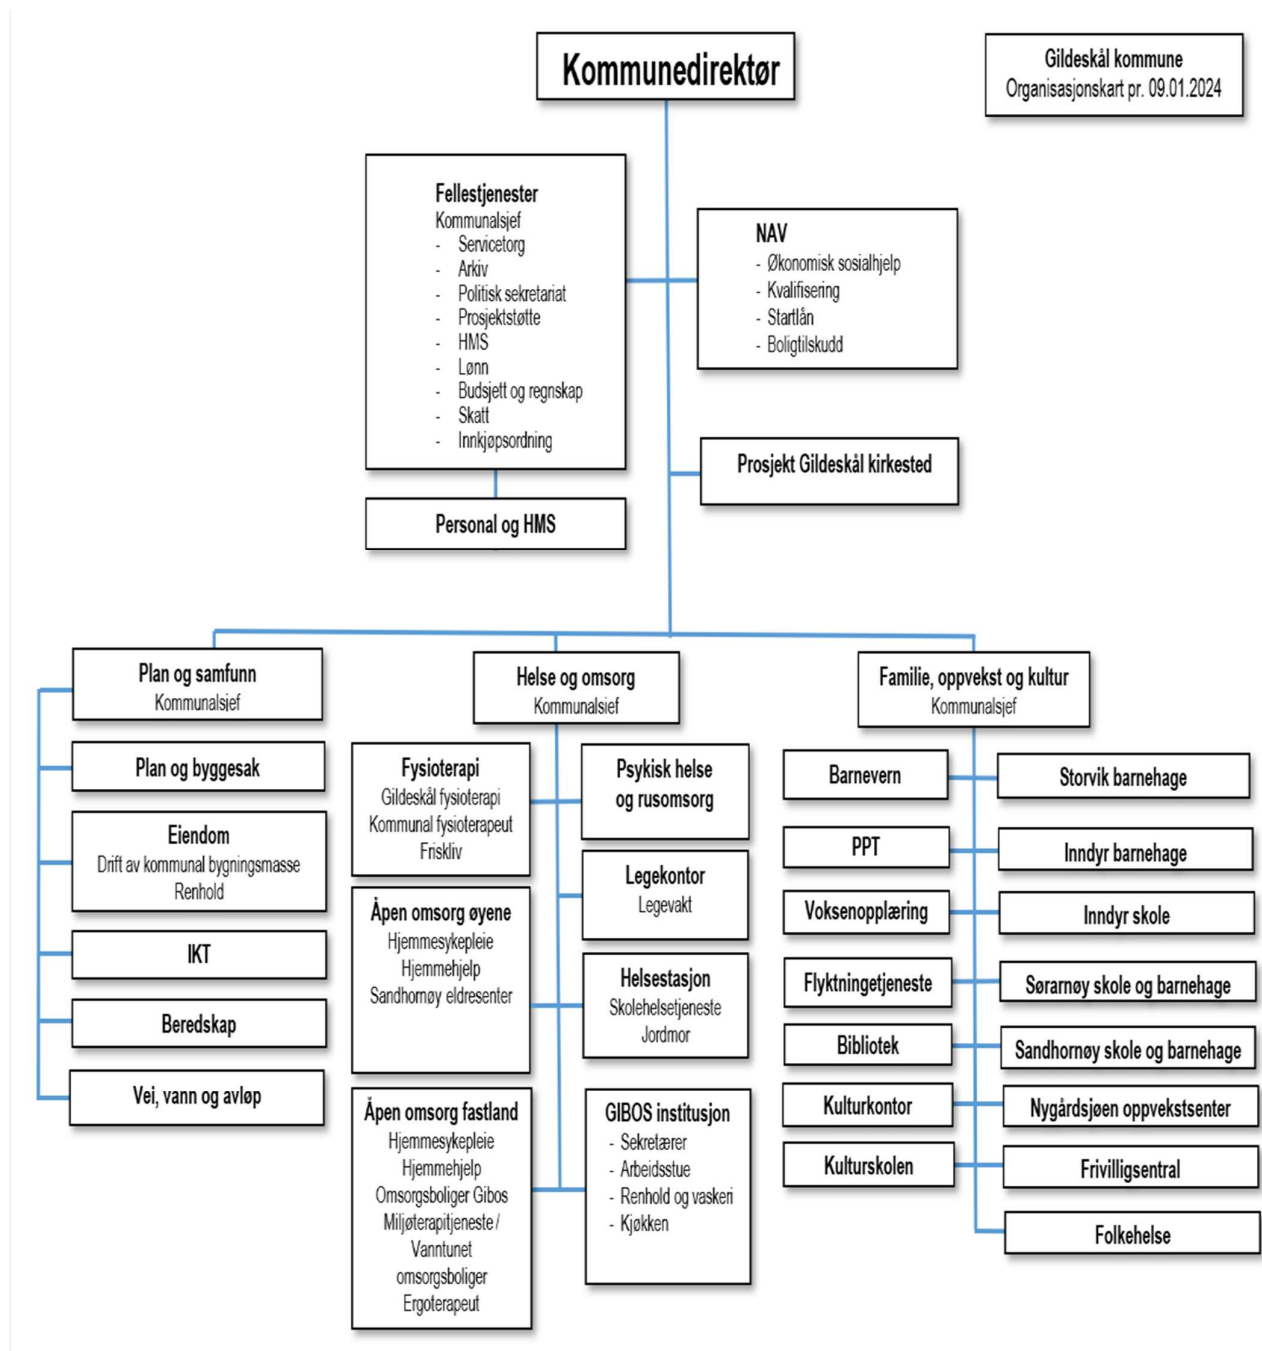 Kommunedirektør
Gildeskål kommune
Organisasjonskart pr. 09.01.2024
Fellestjenester
Kommunalsjef
- Servicetorg
- Arkiv
- Politisk sekretariat
- Prosjektstøtte
- HMS
- Lønn
- Budsjett og regnskap
- Skatt
- Innkjøpsordning
NAV
- Økonomisk sosialhjelp
- Kvalifisering
- Startlån
- Boligtilskudd
Prosjekt Gildeskål kirkested
Personal og HMS
Plan og samfunn
Kommunalsjef
Plan og byggesak
Eiendom
Drift av kommunal bygningsmasse
Renhold
IKT
Beredskap
Vei, vann og avløp
Helse og omsorg
Kommunalsjef
Fysioterapi
Gildeskål fysioterapi
Kommunal fysioterapeut
Friskliv
Psykisk helse
og rusomsorg
Legekontor
Legevakt
Åpen omsorg øyene
Hjemmesykepleie
Hjemmehjelp
Sandhornøy eldresenter
Helsestasjon
Skolehelsetjeneste
Jordmor
Åpen omsorg fastland
Hjemmesykepleie
Hjemmehjelp
Omsorgsboliger Gibos
Miljøterapitjeneste /
Vanntunet
omsorgsboliger
Ergoterapeut
GIBOS institusjon
- Sekretærer
- Arbeidsstue
- Renhold og vaskeri
- Kjøkken
Familie, oppvekst og kultur
Kommunalsjef
Barnevern
Storvik barnehage
PPT
Inndyr barnehage
Voksenopplæring
Inndyr skole
Flyktningetjeneste
Sørarnøy skole og barnehage
Bibliotek
Sandhornøy skole og barnehage
Kulturkontor
Nygårdsjøen oppvekstsenter
Kulturskolen
Frivilligsentral
Folkehelse